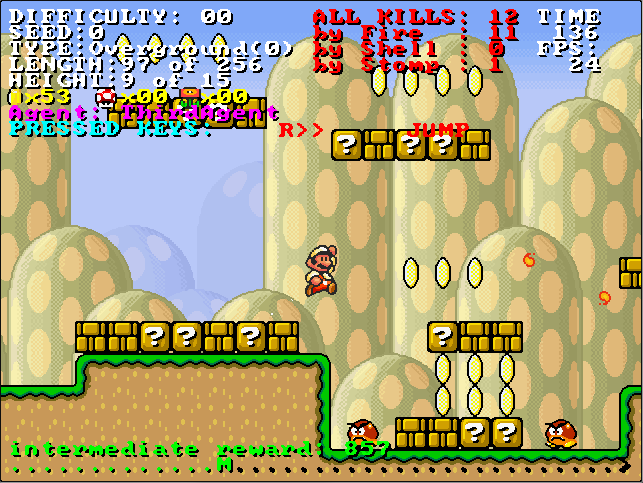 DIFFICULTY: 00
SEED:0
TYPE:Overground(0)
LENGTH:97 of 256
HEIGHT:9 of 15
x53 x00 x00
Agent: ThirdAgent
PRESSED KEYS: R>> JUMP
ALL KILLS: 12
by Fire : 11
by Shell : 0
by Stomp : 1
TIME
136
FPS:
24
? ? ?
? ? ? ?
? ?
intermediate reward: 857
.............M..........................>